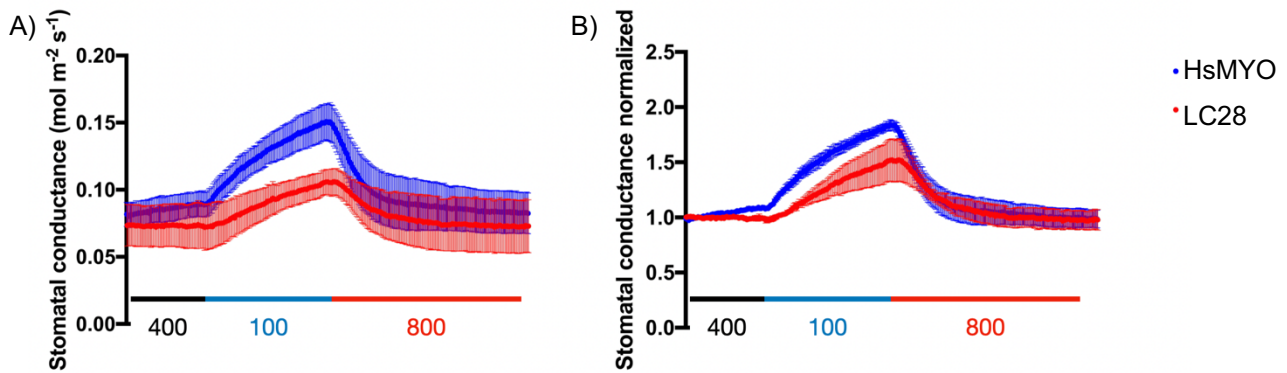 A)
Stomatal conductance (mol m-2 s-1)
0.20
0.15
0.10
0.05
0.00
400
100
800
B)
Stomatal conductance normalized
2.5
2.0
1.5
1.0
0.5
0.0
400
100
800
HsMYO
LC28